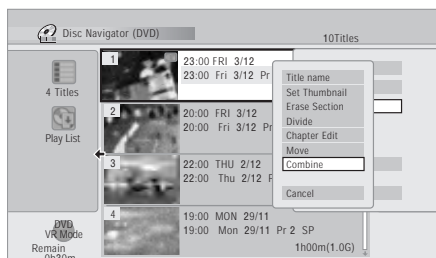 Disc Navigator (DVD)
10Titles
4 Titles
Play List
DVD
VR Mode
Remain
0h30m
1
23:00 FRI 3/12
23:00 Fri 3/12 Pr
2
20:00 FRI 3/12
20:00 Fri 3/12 Pr
3
22:00 THU 2/12
22:00 Thu 2/12
4
19:00 MON 29/11
19:00 Mon 29/11 Pr 2 SP
1h00m(1.0G)
Title name
Set Thumbnail
Erase Section
Divide
Chapter Edit
Move
Combine
Cancel